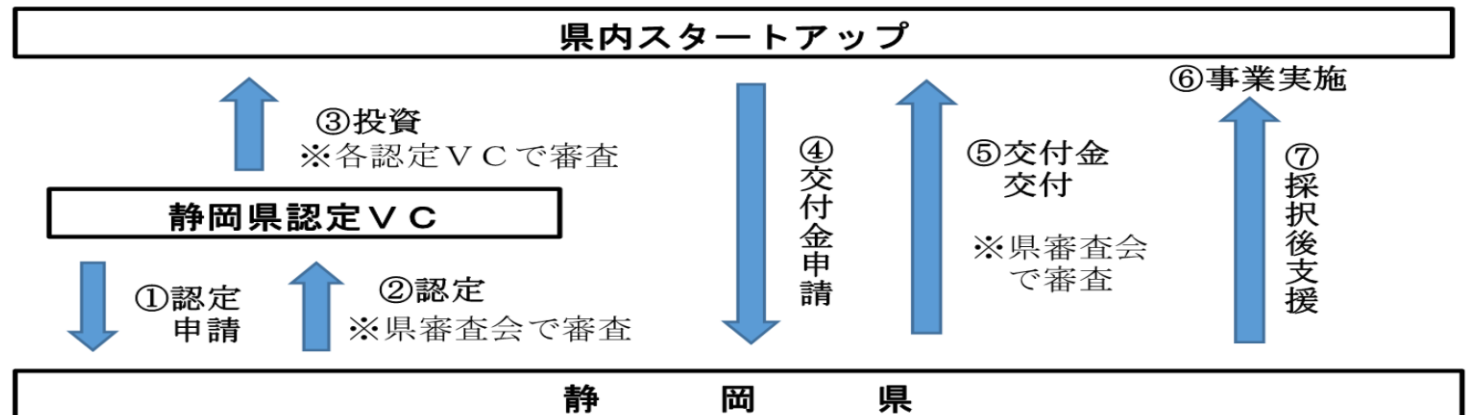 県内スタートアップ
③投資
※各認定ＶＣで審査
静岡県認定ＶＣ
①認定
申請
②認定
※県審査会で審査
④交付金申請
⑤交付金
交付
※県審査会
で審査
⑥事業実施
⑦採択後支援
静岡県